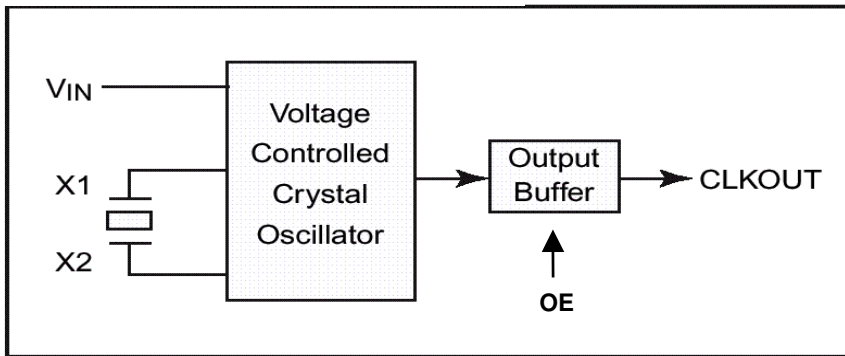 VIN
X1
X2
Voltage
Controlled
Crystal
Oscillator
Output
Buffer
CLKOUT
OE